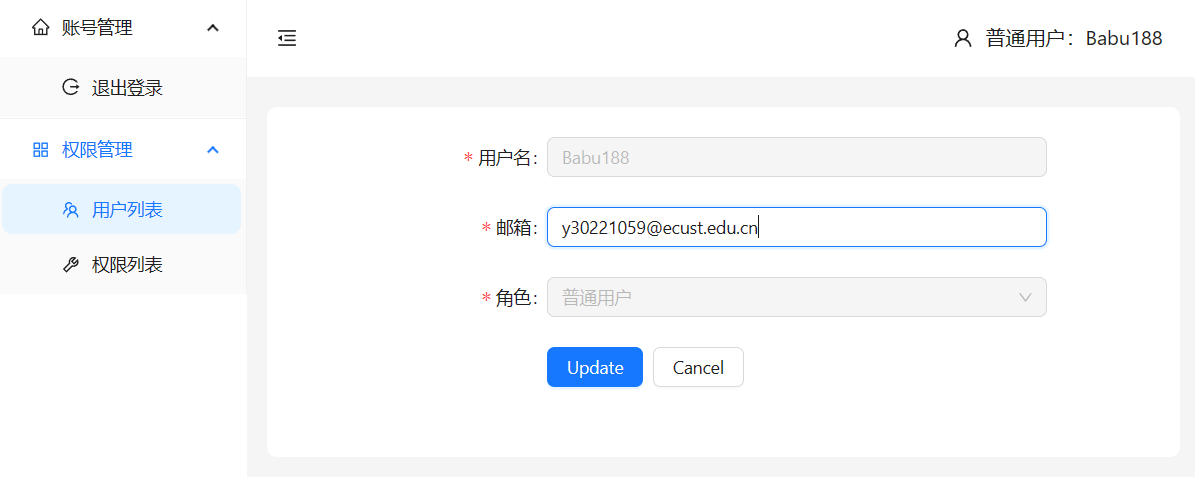 账号管理
退出登录
权限管理
用户列表
权限列表
普通用户：Babu188
* 用户名：Babu188
* 邮箱：y30221059@ecust.edu.cn
* 角色：普通用户
Update Cancel